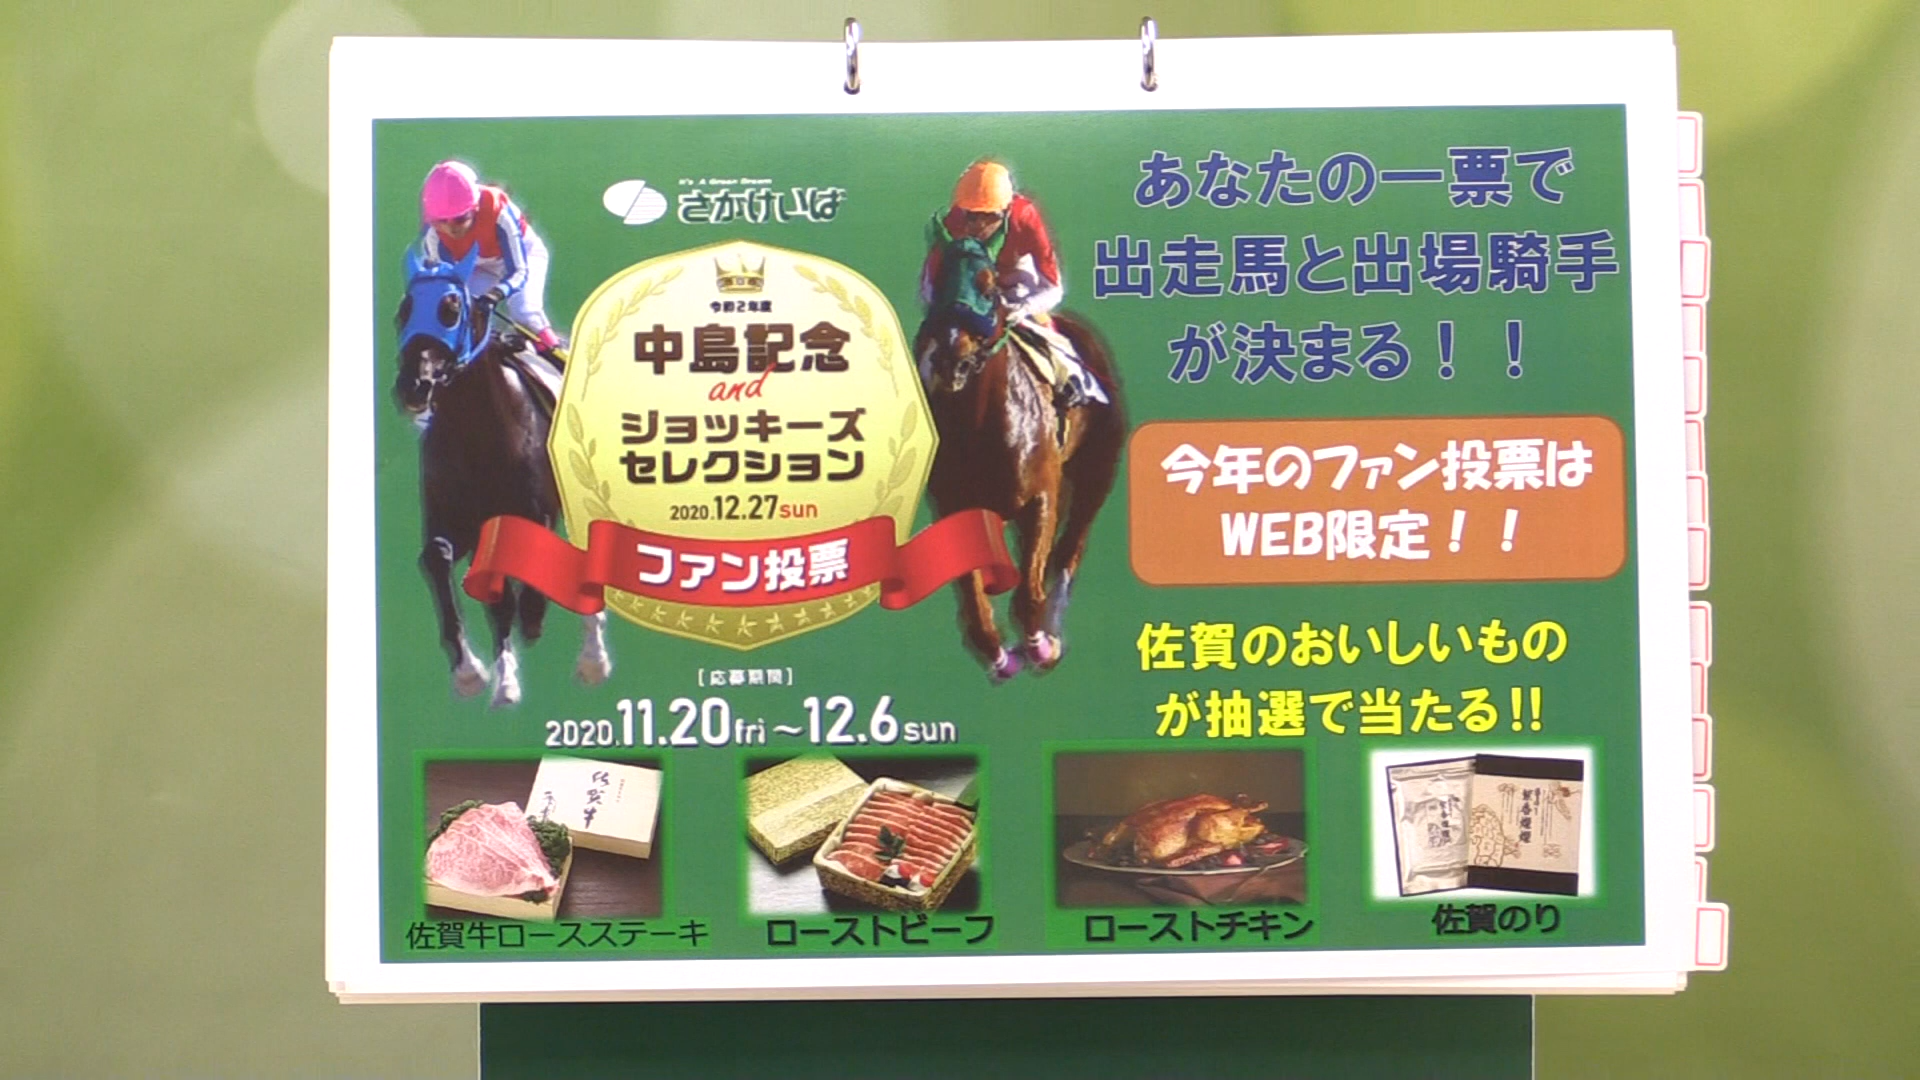 It's A Green Dream
さがけいば
令和2年度
中島記念
and
ジョッキーズ
セレクション
2020.12.27sun
ファン投票
[応募期間]
2020.11.20fri～12.6sun
あなたの一票で
出走馬と出場騎手
が決まる！！
今年のファン投票は
WEB限定！！
佐賀のおいしいもの
が抽選で当たる!!
佐賀牛
佐賀牛ロースステーキ
ローストビーフ
ローストチキン
佐賀のり